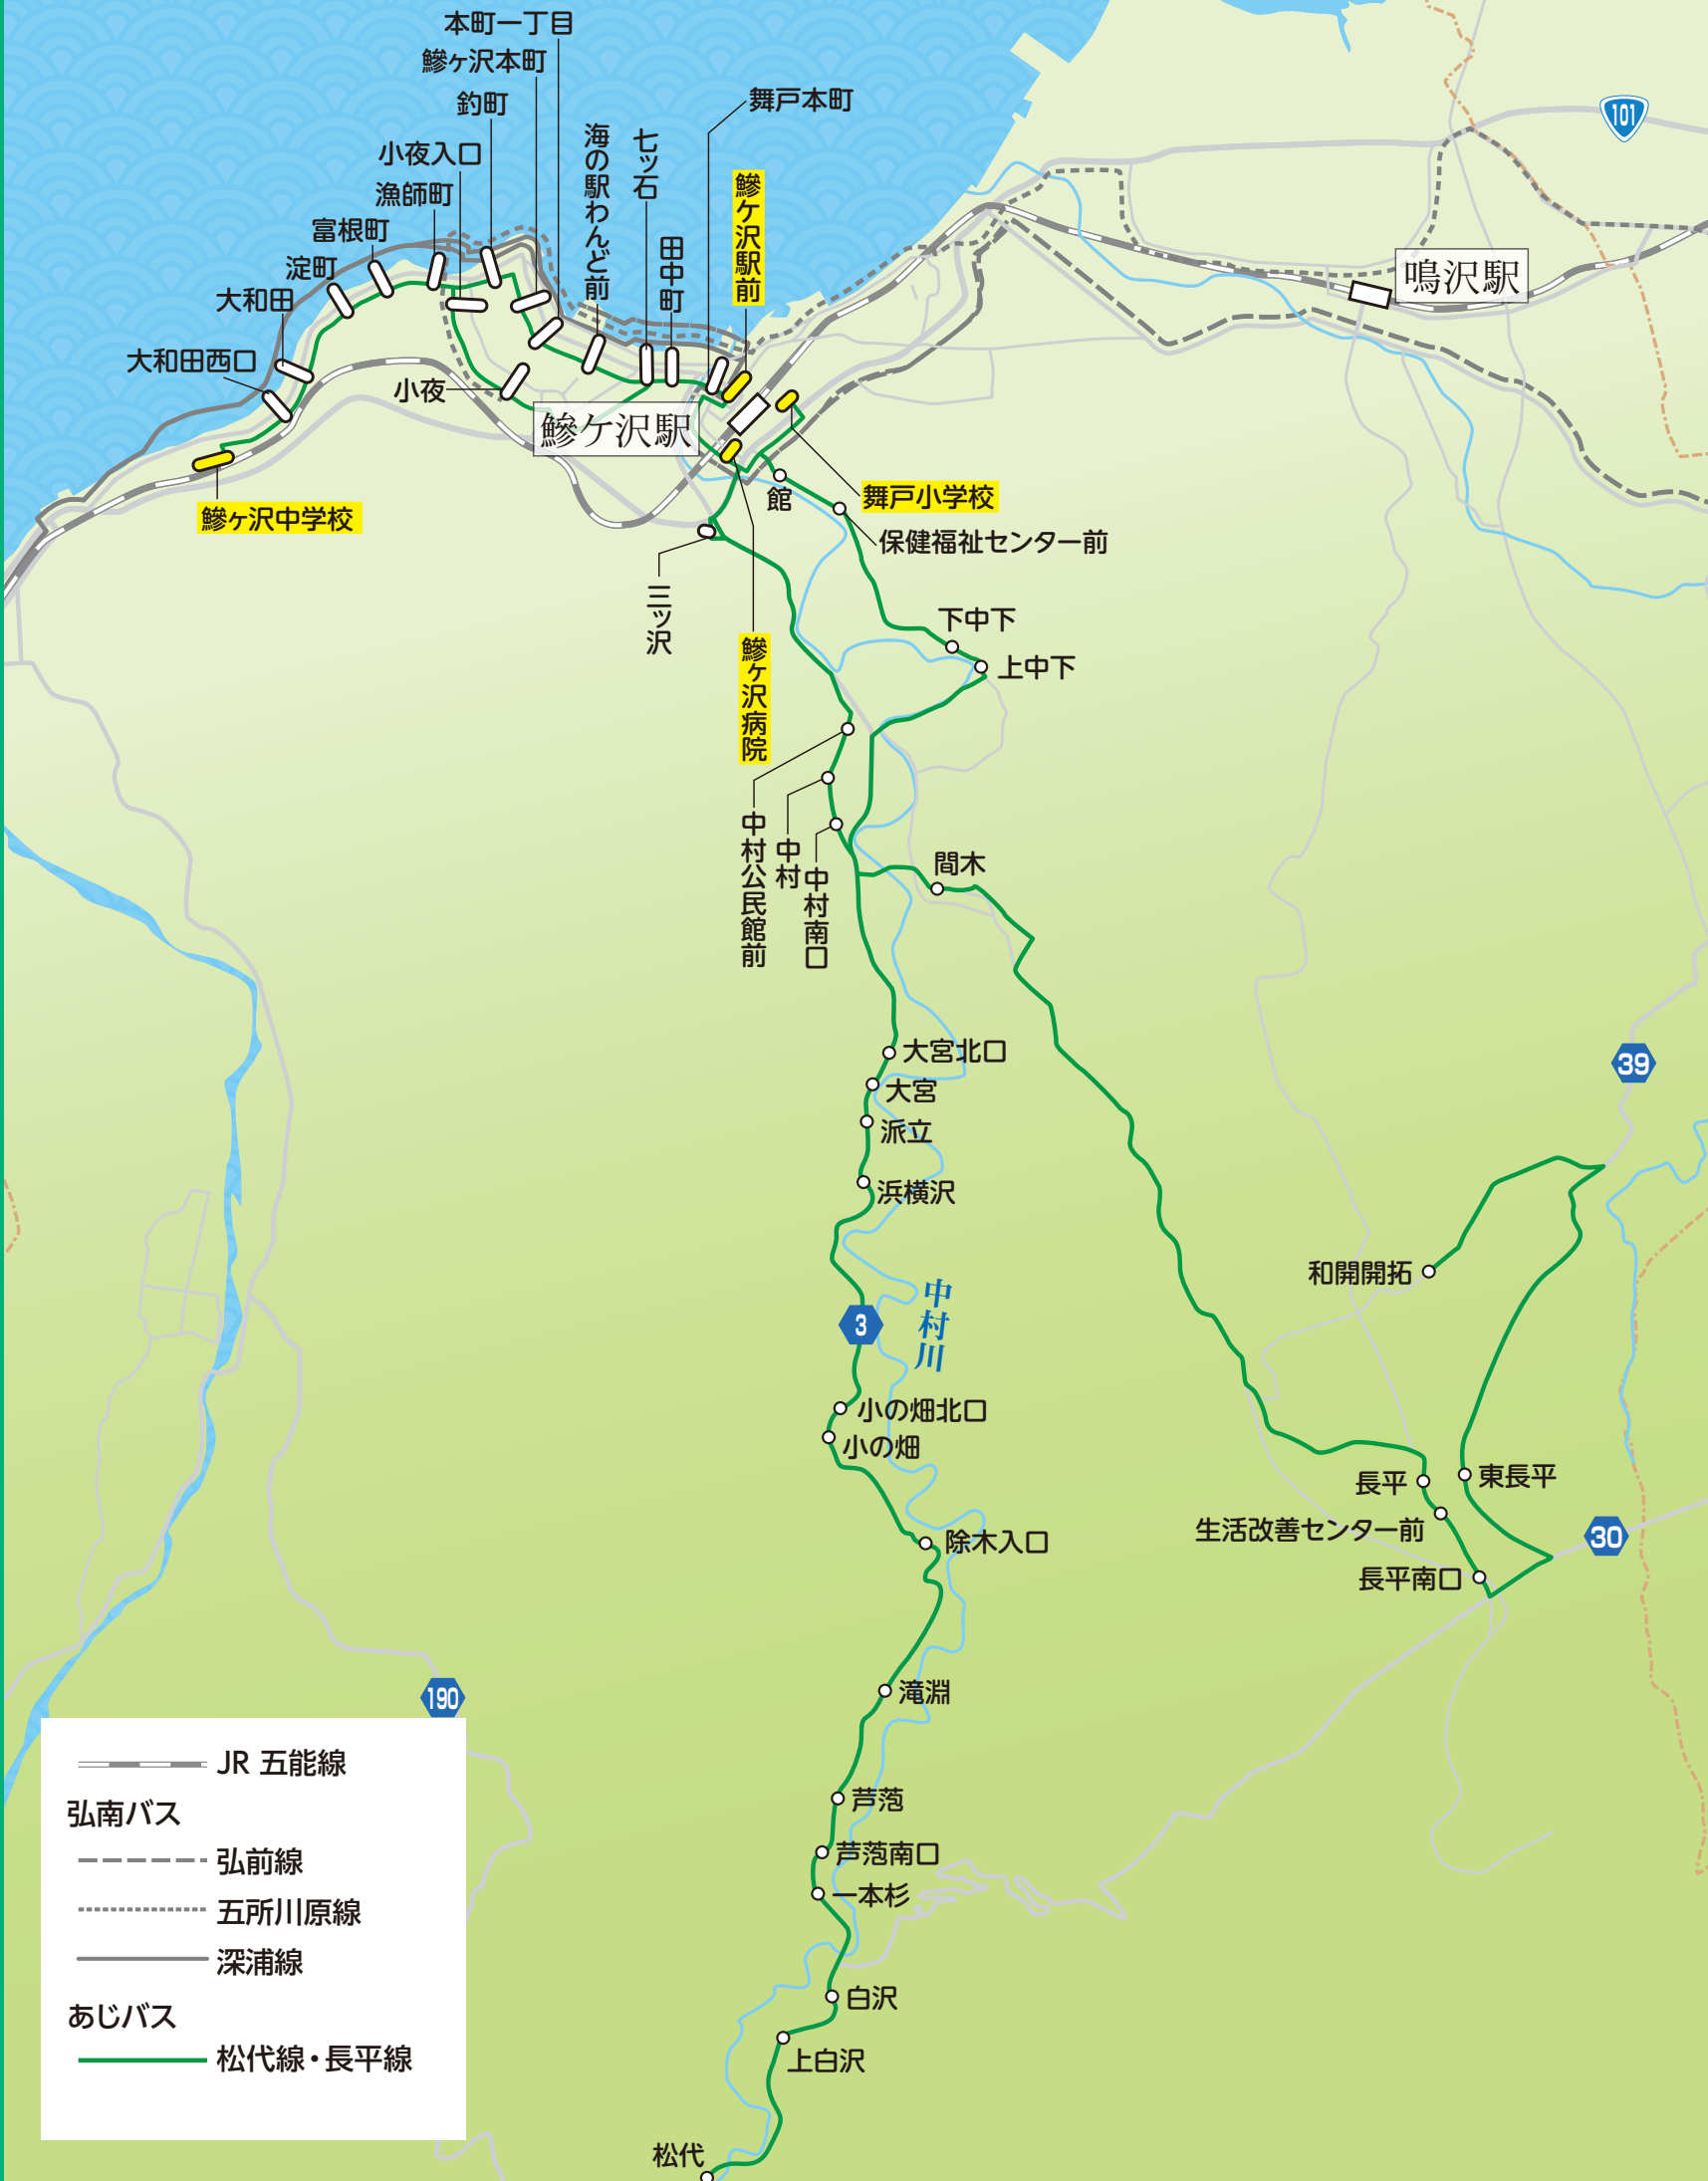 本町一丁目
鰺ヶ沢本町
釣町
小夜入口
漁師町
富根町
淀町
大和田
大和田西口
鰺ヶ沢中学校
小夜
海の駅わんど前
七ッ石
田中町
舞戸本町
鰺ケ沢駅前
鰺ケ沢駅
101
鳴沢駅
館
舞戸小学校
保健福祉センター前
三ッ沢
鰺ヶ沢病院
下中下
上中下
中村公民館前
中村
中村南口
間木
大宮北口
大宮
派立
浜横沢
39
和開開拓
3
中村川
小の畑北口
小の畑
長平
東長平
生活改善センター前
30
長平南口
除木入口
滝淵
190
芦萢
芦萢南口
一本杉
白沢
上白沢
松代
JR 五能線
弘南バス
弘前線
五所川原線
深浦線
あじバス
松代線・長平線